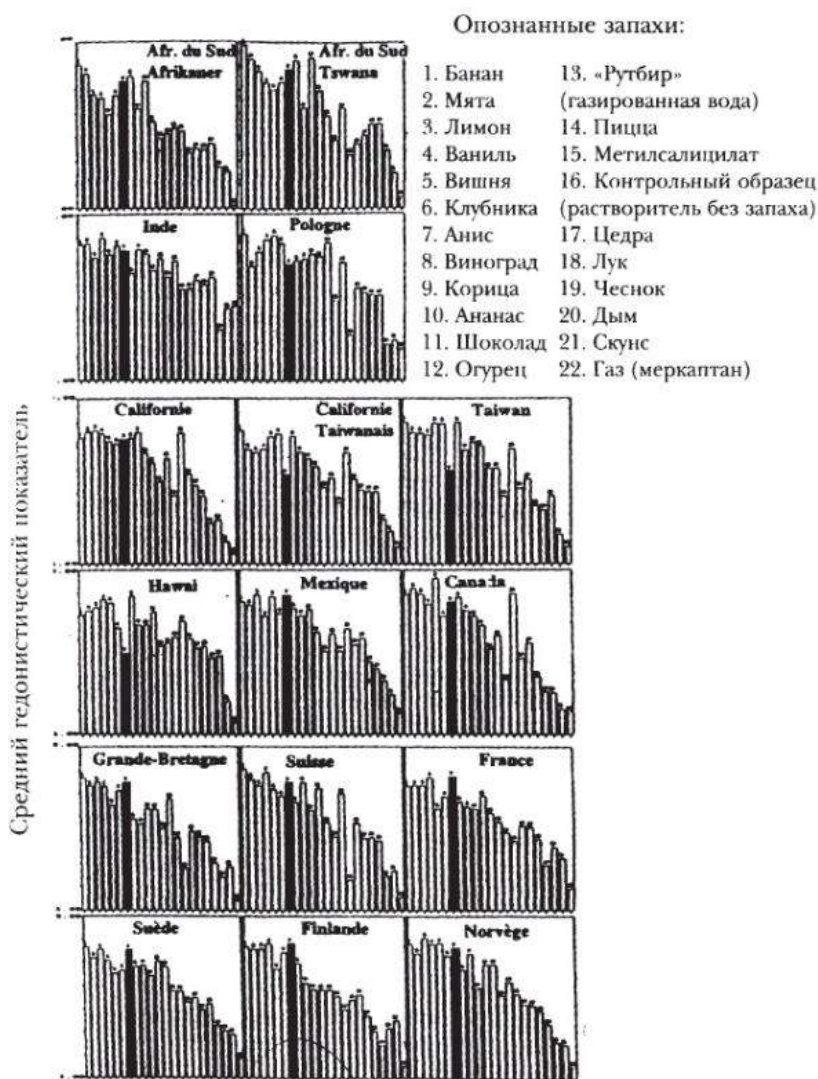 Опознанные запахи:
1. Банан
2. Мята
3. Лимон
4. Ваниль
5. Вишня
6. Клубника
7. Анис
8. Виноград
9. Корица
10. Ананас
11. Шоколад
12. Огурец
13. «Рутбир»
(газированная вода)
14. Пицца
15. Метилсалицилат
16. Контрольный образец
(растворитель без запаха)
17. Цедра
18. Лук
19. Чеснок
20. Дым
21. Скунс
22. Газ (меркаптан)
Средний гедонистический показатель
Afr. du Sud
Afrikaner
Afr. du Sud
Tswana
Inde
Pologne
Californie
Californie
Taiwanais
Taiwan
Hawai
Mexique
Canada
Grande-Bretagne
Suisse
France
Suède
Finlande
Norvège